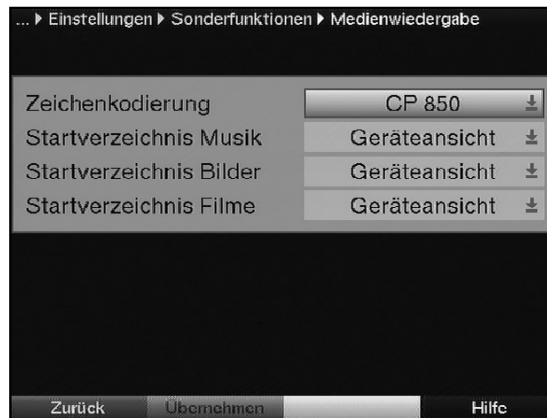 ... ▶ Einstellungen ▶ Sonderfunktionen ▶ Medienwiedergabe
Zeichenkodierung CP 850
Startverzeichnis Musik Geräteansicht
Startverzeichnis Bilder Geräteansicht
Startverzeichnis Filme Geräteansicht
Zurück Übernehmen Hilfe